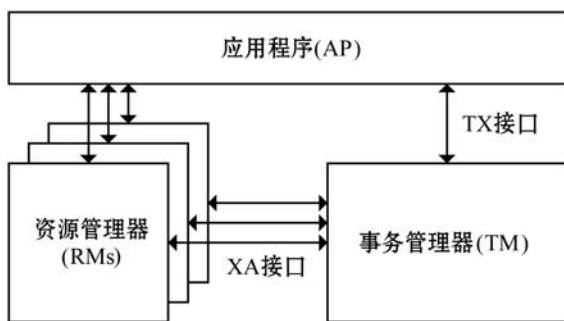 应用程序(AP)
TX接口
资源管理器
(RMs)
事务管理器(TM)
XA接口